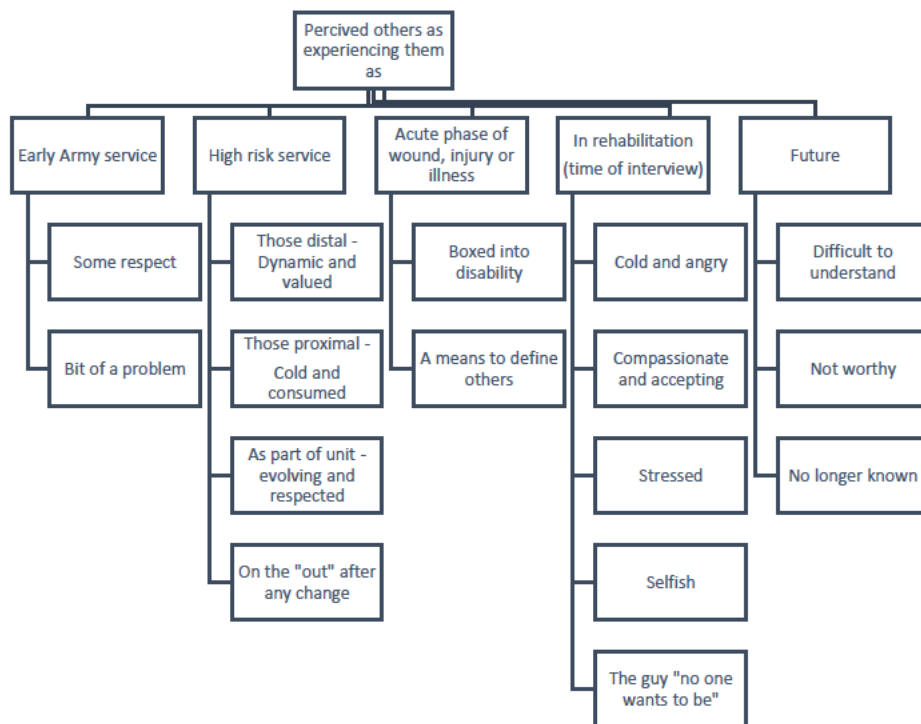 Percived others as
experiencing them
as
Early Army service
High risk service
Acute phase of
wound, injury or
illness
In rehabilitation
(time of interview)
Future
Some respect
Bit of a problem
Those distal -
Dynamic and
valued
Those proximal -
Cold and
consumed
As part of unit -
evolving and
respected
On the "out" after
any change
Boxed into
disability
A means to define
others
Cold and angry
Compassionate
and accepting
Stressed
Selfish
The guy "no one
wants to be"
Difficult to
understand
Not worthy
No longer known